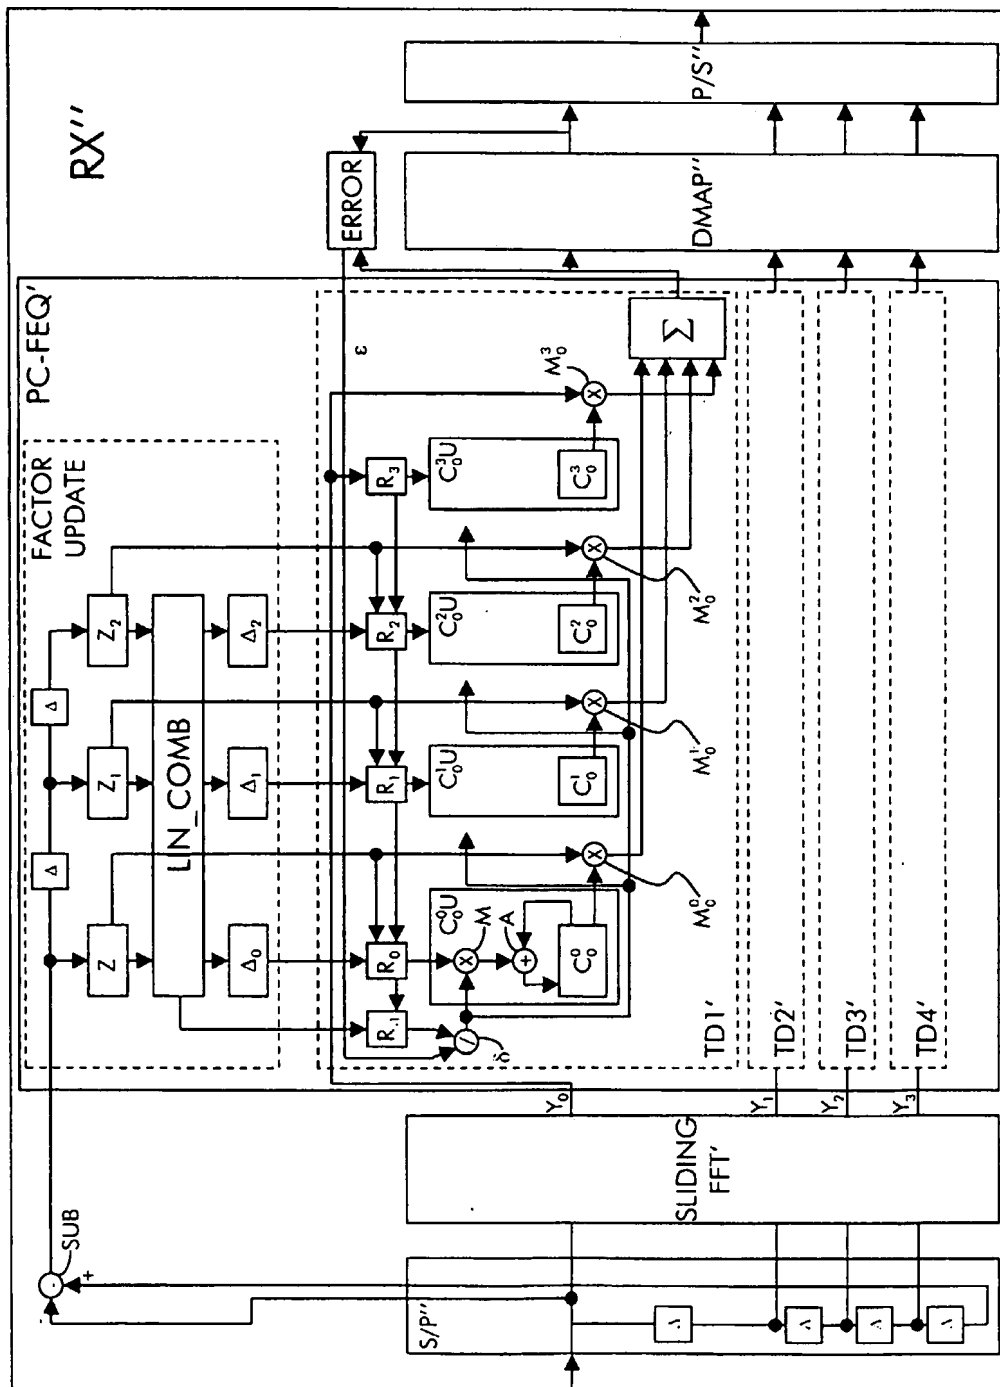 RX''
P/S''
DMAP''
ERROR
PC-FEQ'
FACTOR
UPDATE
Δ
Δ
Z
Z₁
Z₂
LIN_COMB
Δ₀
Δ₁
Δ₂
ε
R₋₁
R₀
R₁
R₂
R₃
C₀⁰U
C₀¹U
C₀²U
C₀³U
M
A
X
+
/
δ
C₀⁰
C₀¹
C₀²
C₀³
X
X
X
X
M₀⁰
M₀¹
M₀²
M₀³
Σ
TD1'
TD2'
TD3'
TD4'
Y₀
Y₁
Y₂
Y₃
SLIDING
FFT'
SUB
-
+
S/P''
Δ
Δ
Δ
Δ